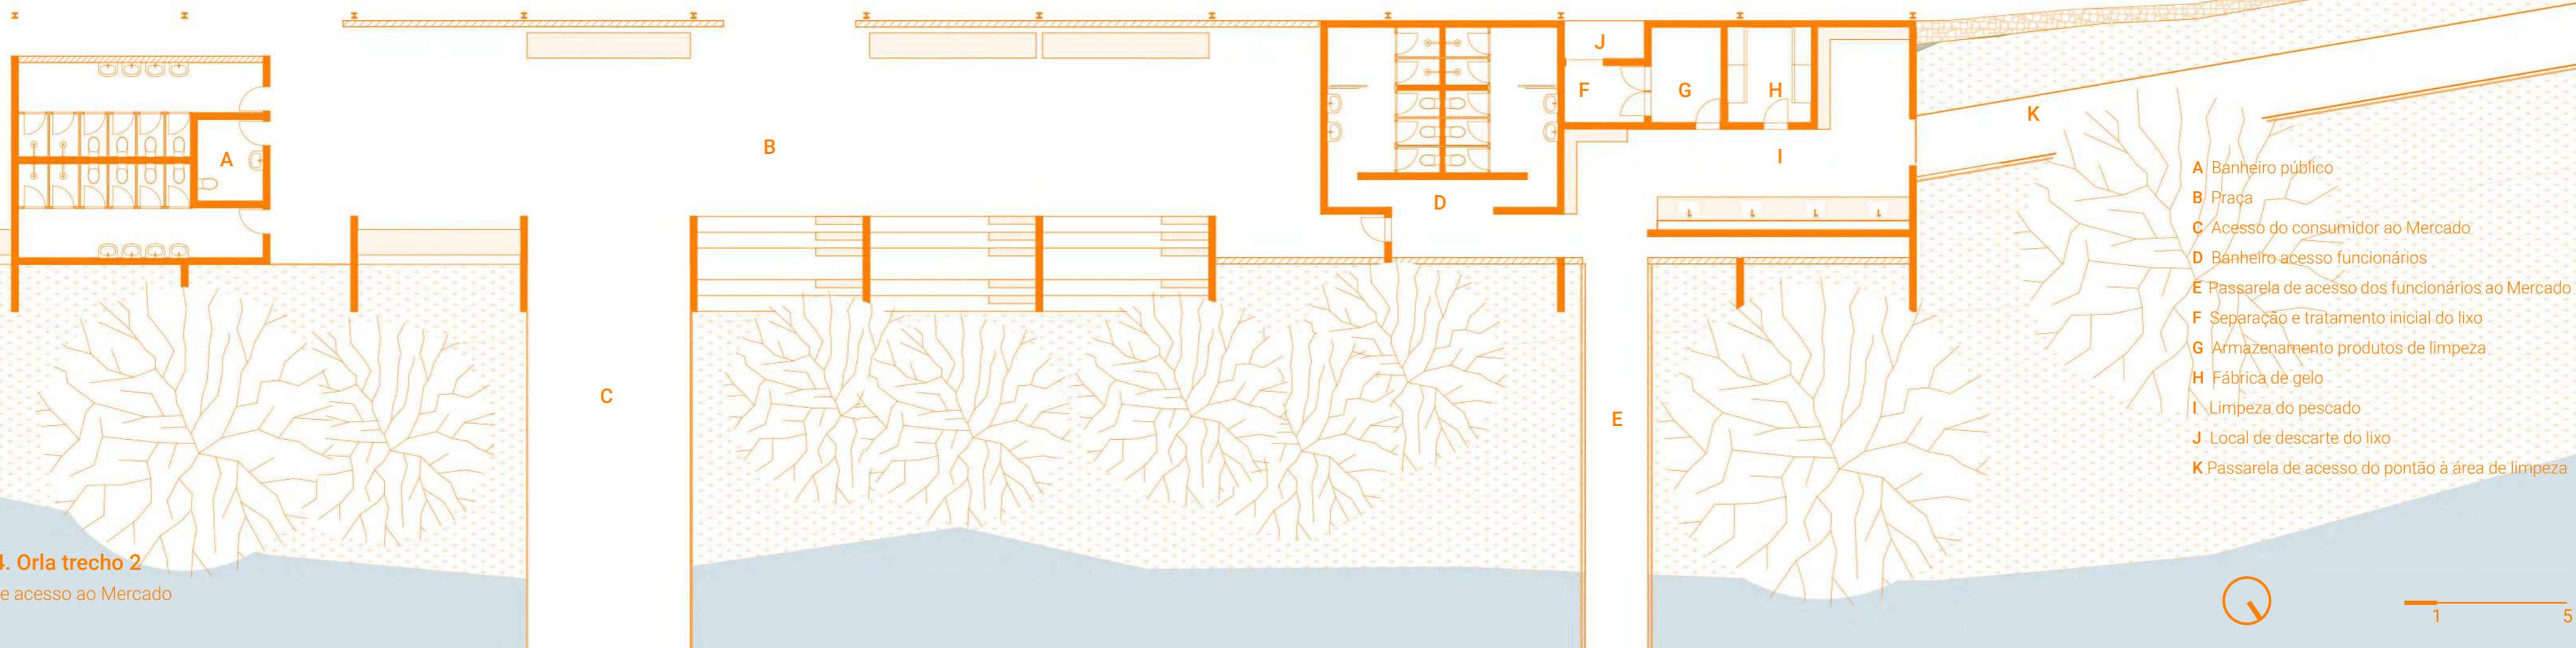 J
F
G
H
K
B
A
I
D
C
E
A Banheiro público
B Praça
C Acesso do consumidor ao Mercado
D Banheiro acesso funcionários
E Passarela de acesso dos funcionários ao Mercado
F Separação e tratamento inicial do lixo
G Armazenamento produtos de limpeza
H Fábrica de gelo
I Limpeza do pescado
J Local de descarte do lixo
K Passarela de acesso do pontão à área de limpeza
4. Orla trecho 2
e acesso ao Mercado
1 5